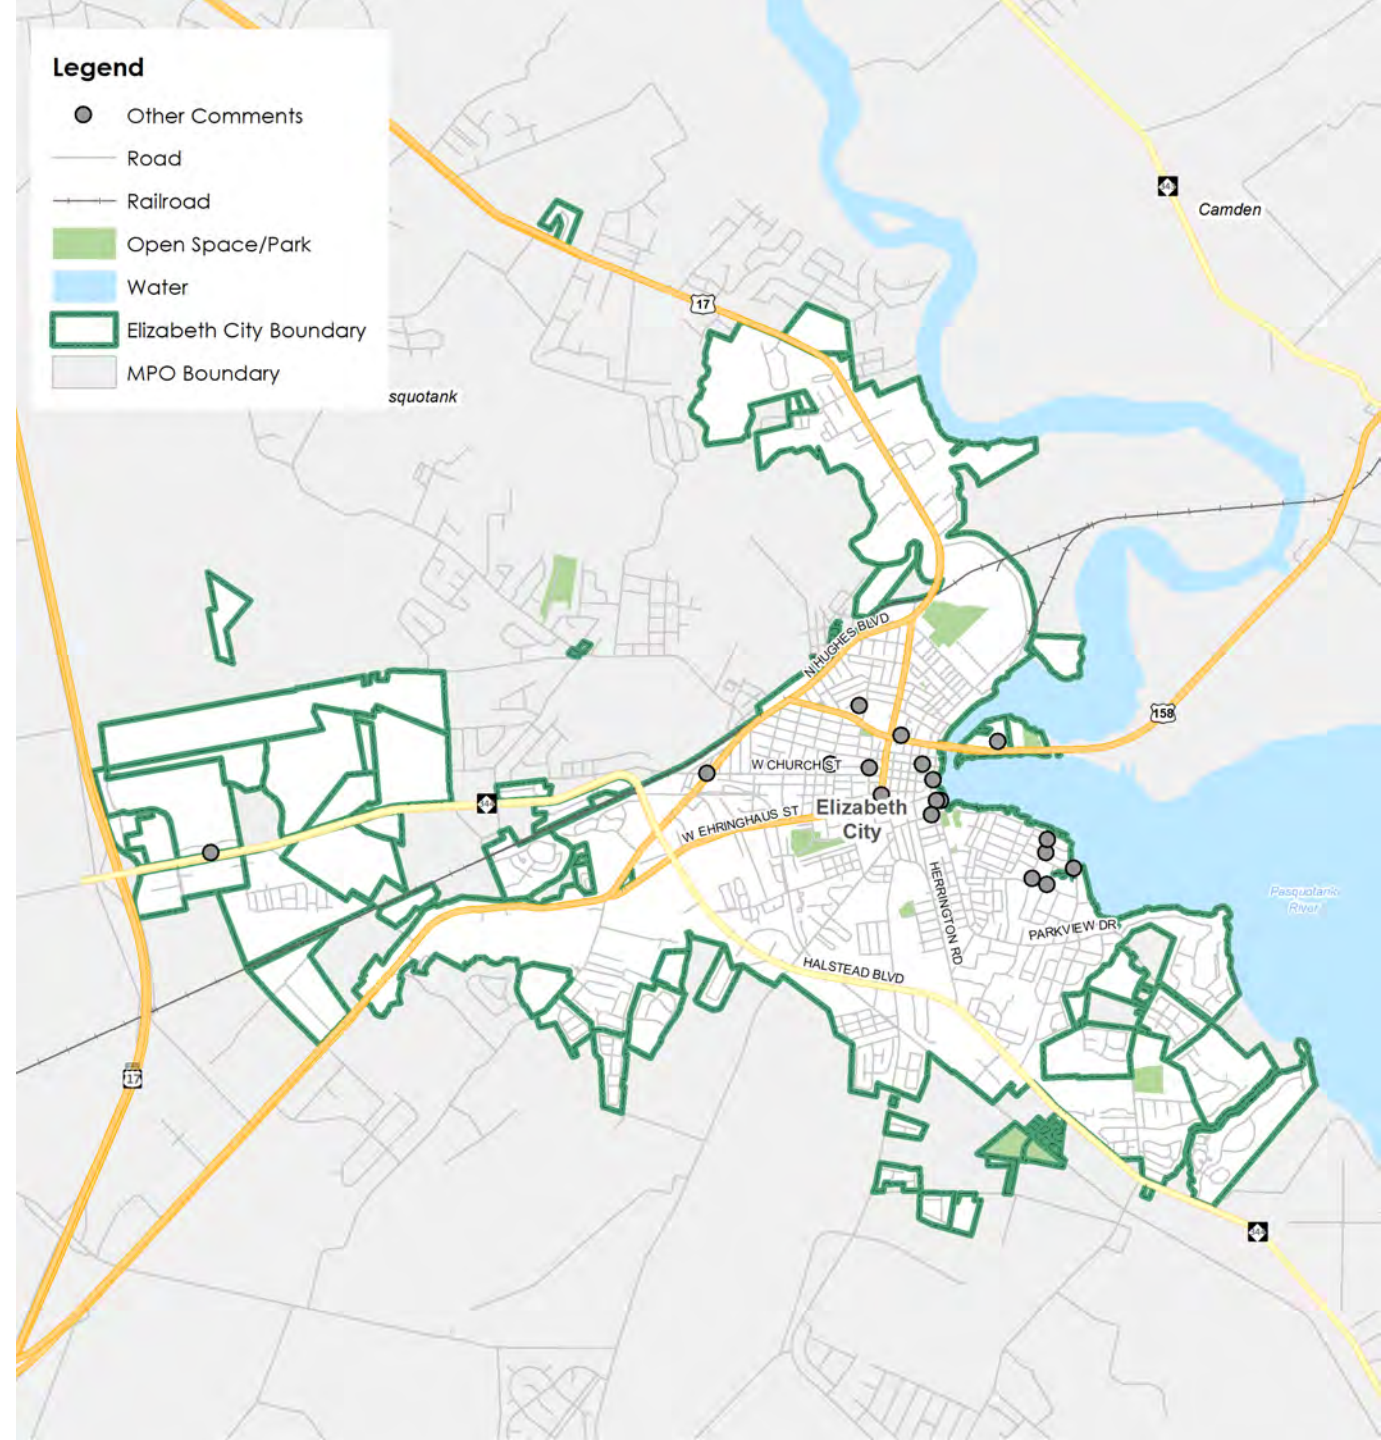 Legend
Other Comments
Road
Railroad
Open Space/Park
Water
Elizabeth City Boundary
MPO Boundary
squotank
Camden
17
N HUGHES BLVD
158
W CHURCH ST
W EHRINGHAUS ST
Elizabeth
City
HERRINGTON RD
PARKVIEW DR
HALSTEAD BLVD
Pasquotank
River
17